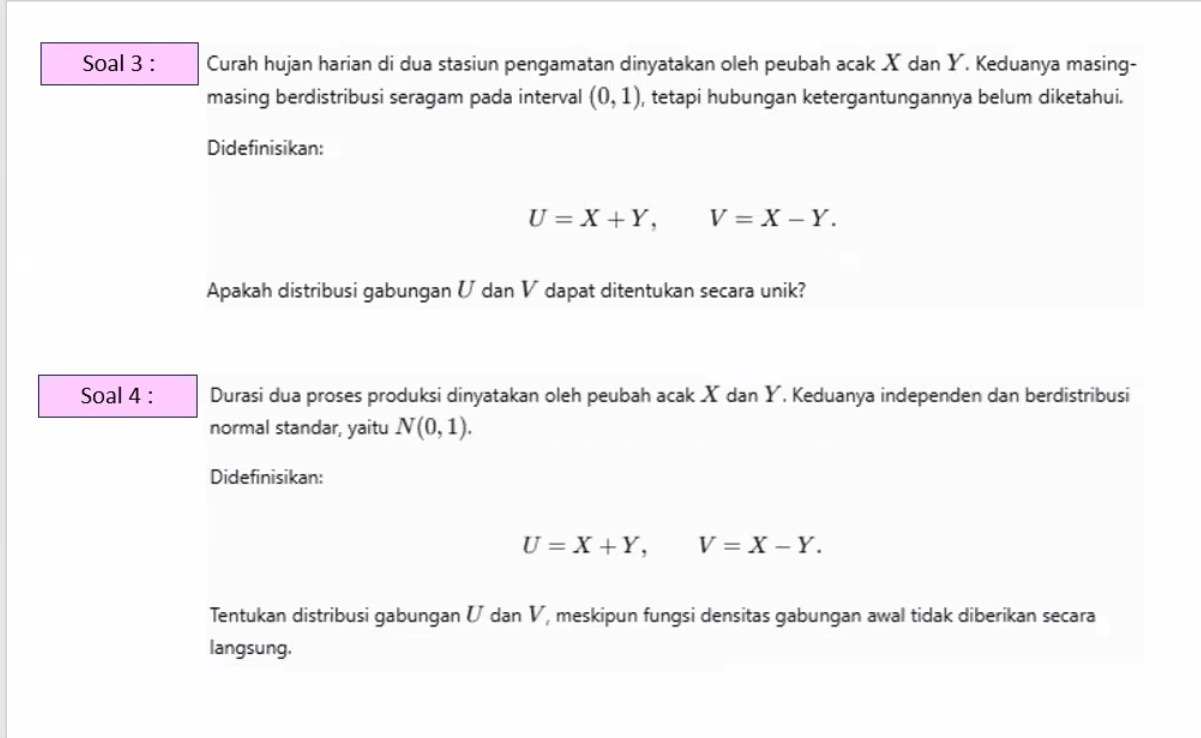 Soal 3 :
Curah hujan harian di dua stasiun pengamatan dinyatakan oleh peubah acak X dan Y. Keduanya masing-
masing berdistribusi seragam pada interval (0, 1), tetapi hubungan ketergantungannya belum diketahui.
Didefinisikan:
U = X + Y,    V = X − Y.
Apakah distribusi gabungan U dan V dapat ditentukan secara unik?
Soal 4 :
Durasi dua proses produksi dinyatakan oleh peubah acak X dan Y. Keduanya independen dan berdistribusi
normal standar, yaitu N(0, 1).
Didefinisikan:
U = X + Y,    V = X − Y.
Tentukan distribusi gabungan U dan V, meskipun fungsi densitas gabungan awal tidak diberikan secara
langsung.